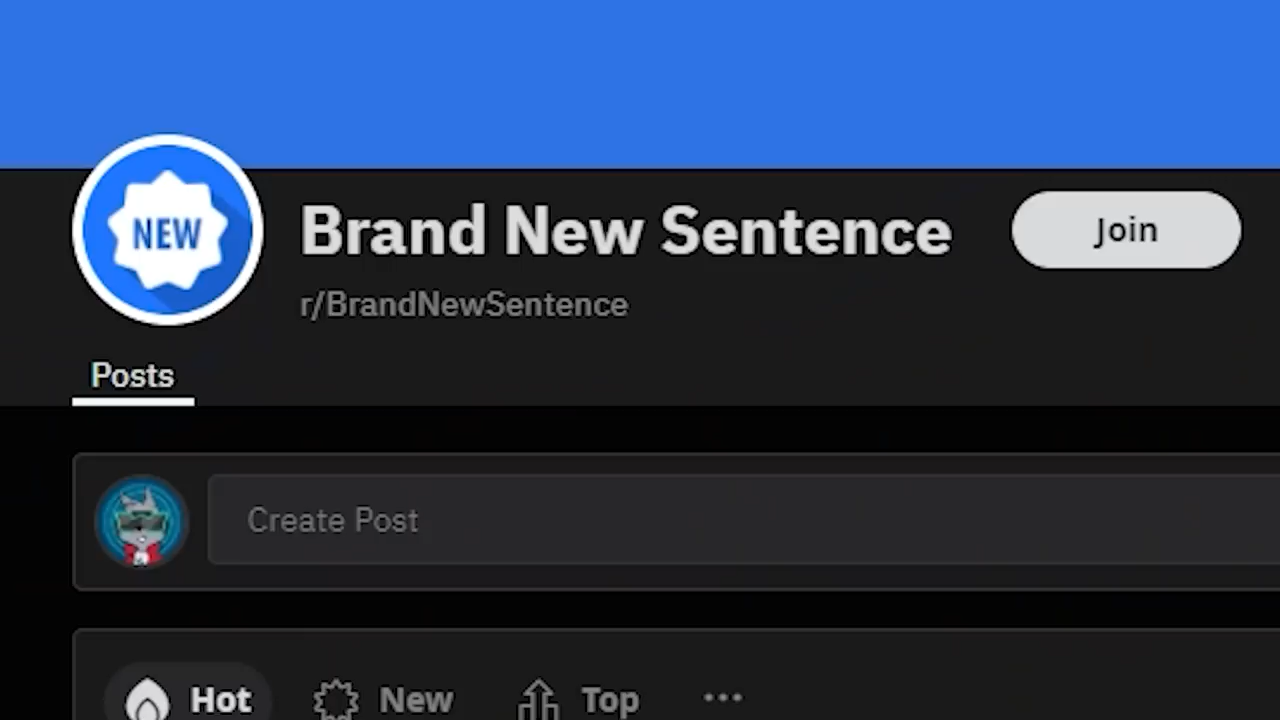 NEW
Brand New Sentence
Join
r/BrandNewSentence
Posts
Create Post
Hot New Top ...